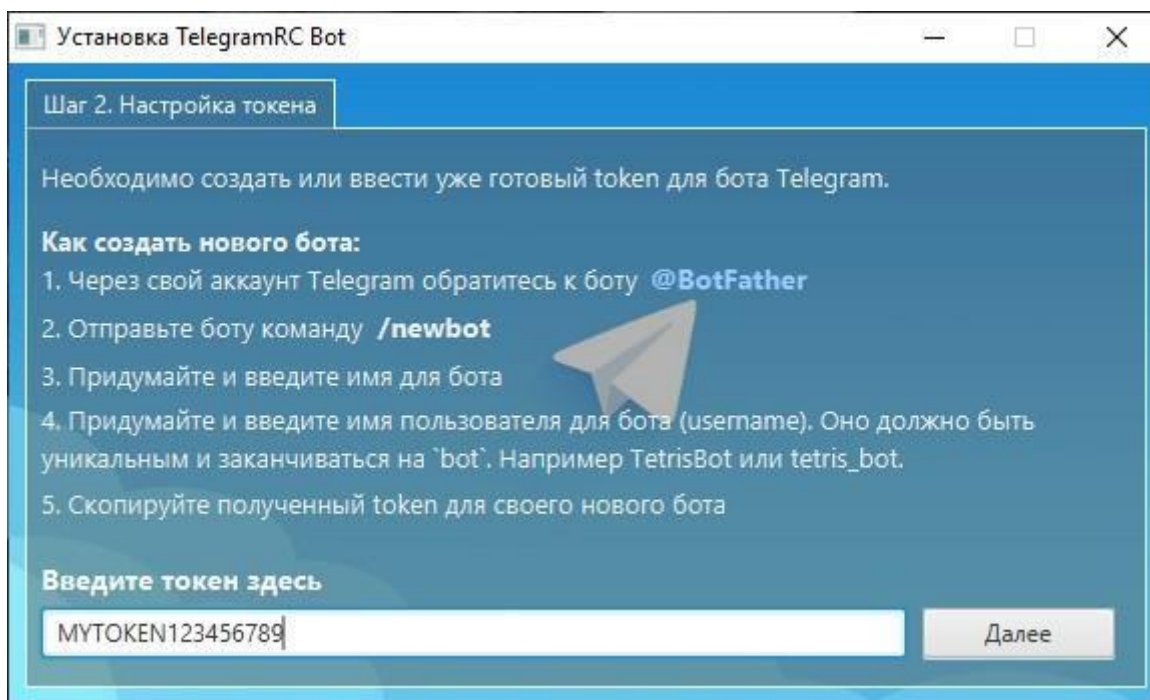 Установка TelegramRC Bot
Шаг 2. Настройка токена
Необходимо создать или ввести уже готовый token для бота Telegram.
Как создать нового бота:
1. Через свой аккаунт Telegram обратитесь к боту @BotFather
2. Отправьте боту команду /newbot
3. Придумайте и введите имя для бота
4. Придумайте и введите имя пользователя для бота (username). Оно должно быть
уникальным и заканчиваться на `bot`. Например TetrisBot или tetris_bot.
5. Скопируйте полученный token для своего нового бота
Введите токен здесь
MYTOKEN123456789
Далее